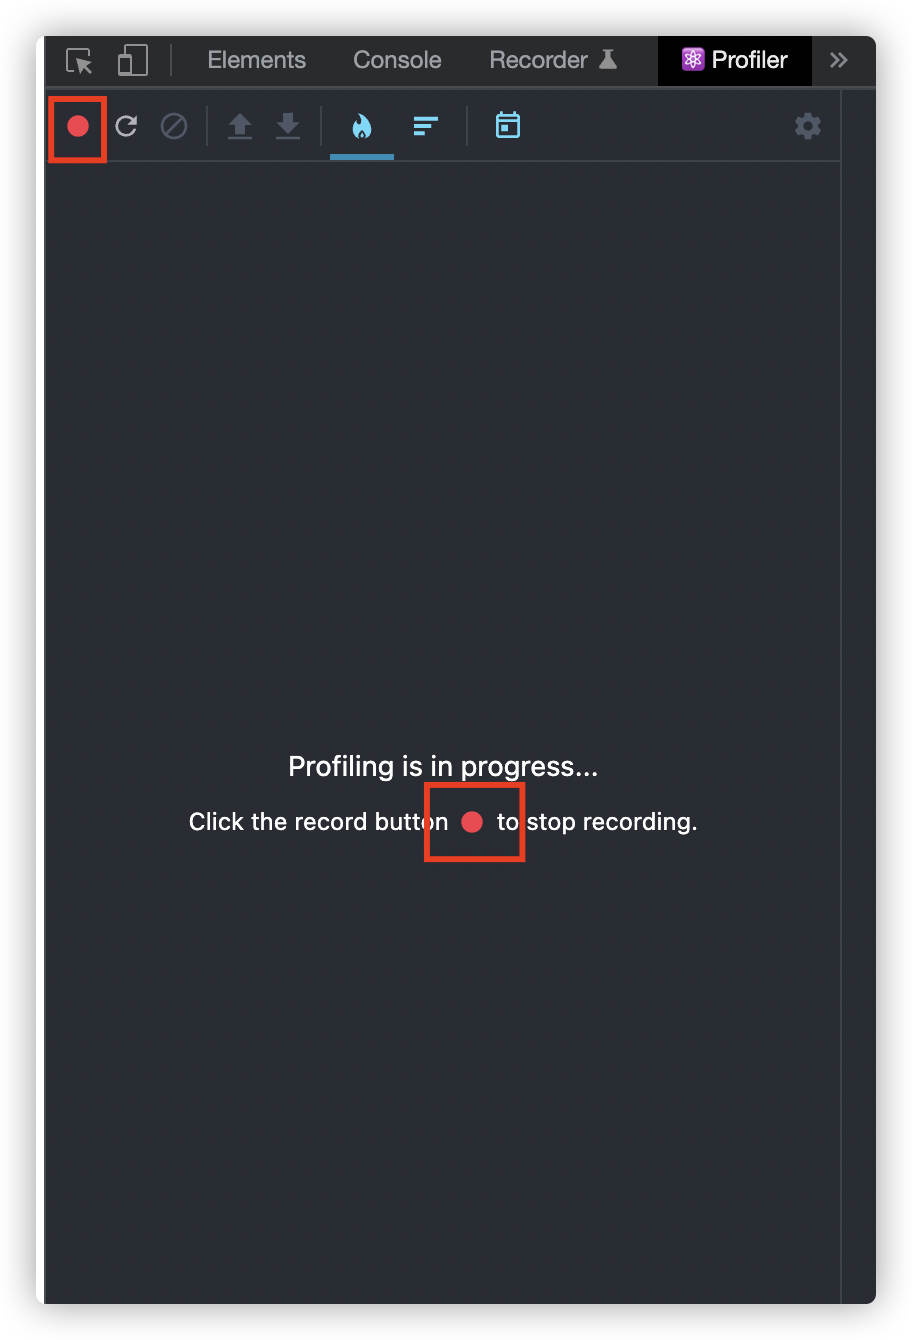 Elements Console Recorder Profiler
Profiling is in progress...
Click the record button to stop recording.